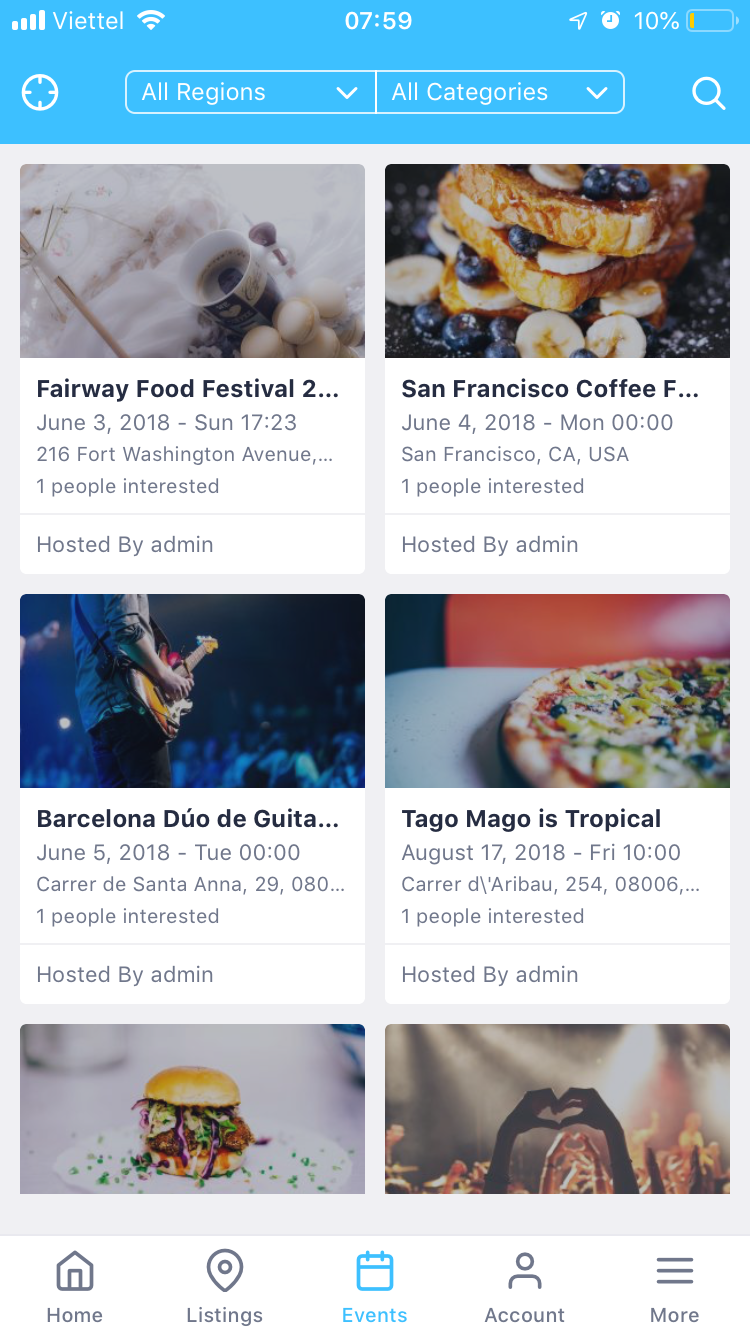 Viettel 07:59 10%
All Regions All Categories
Fairway Food Festival 2...
June 3, 2018 - Sun 17:23
216 Fort Washington Avenue,...
1 people interested
Hosted By admin
San Francisco Coffee F...
June 4, 2018 - Mon 00:00
San Francisco, CA, USA
1 people interested
Hosted By admin
Barcelona Dúo de Guita...
June 5, 2018 - Tue 00:00
Carrer de Santa Anna, 29, 080...
1 people interested
Hosted By admin
Tago Mago is Tropical
August 17, 2018 - Fri 10:00
Carrer d\'Aribau, 254, 08006,...
1 people interested
Hosted By admin
Home Listings Events Account More